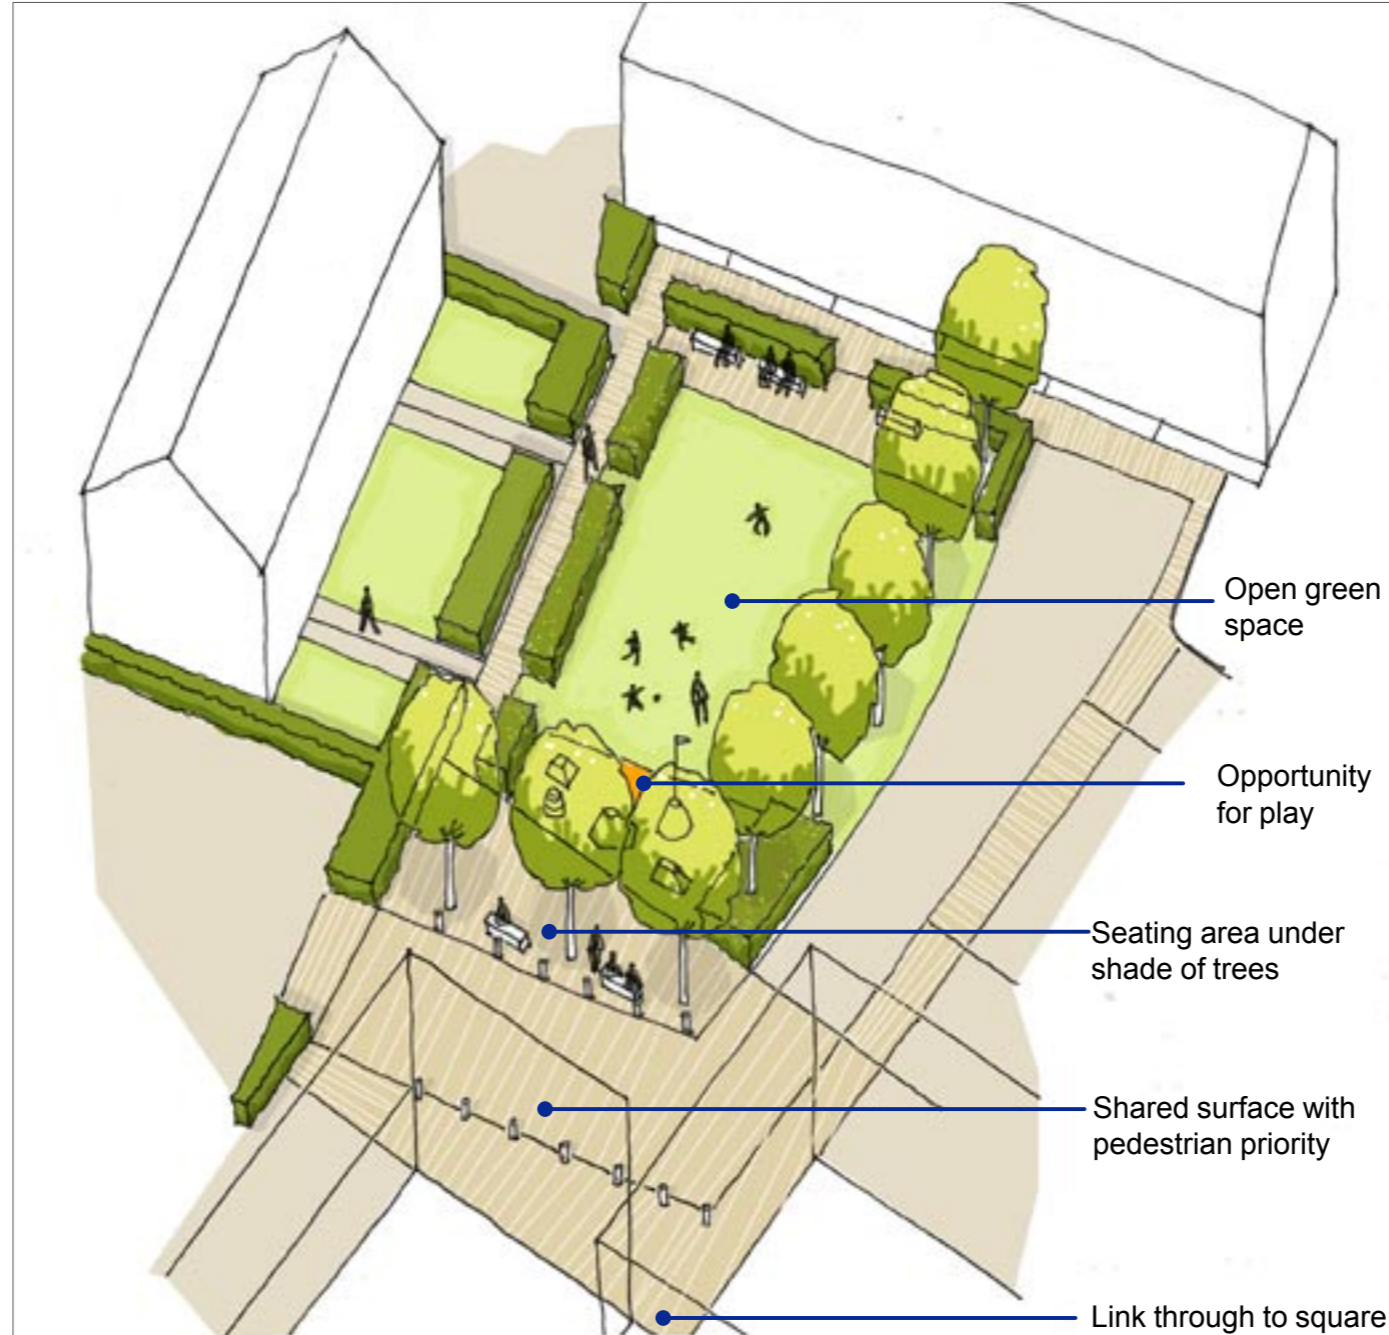 Open green
space
Opportunity
for play
Seating area under
shade of trees
Shared surface with
pedestrian priority
Link through to square